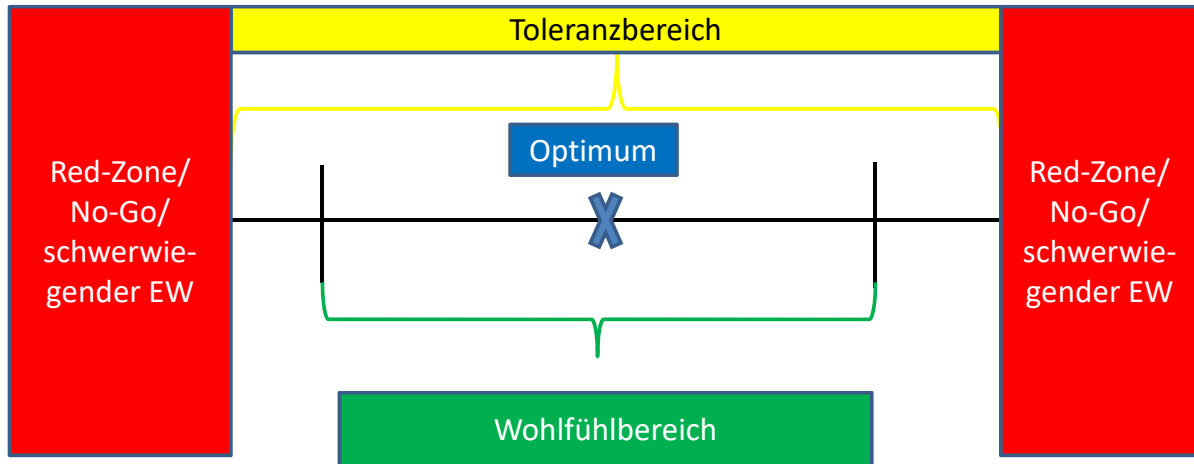 Toleranzbereich
Optimum
Red-Zone/
No-Go/
schwerwie-
gender EW
Red-Zone/
No-Go/
schwerwie-
gender EW
Wohlfühlbereich